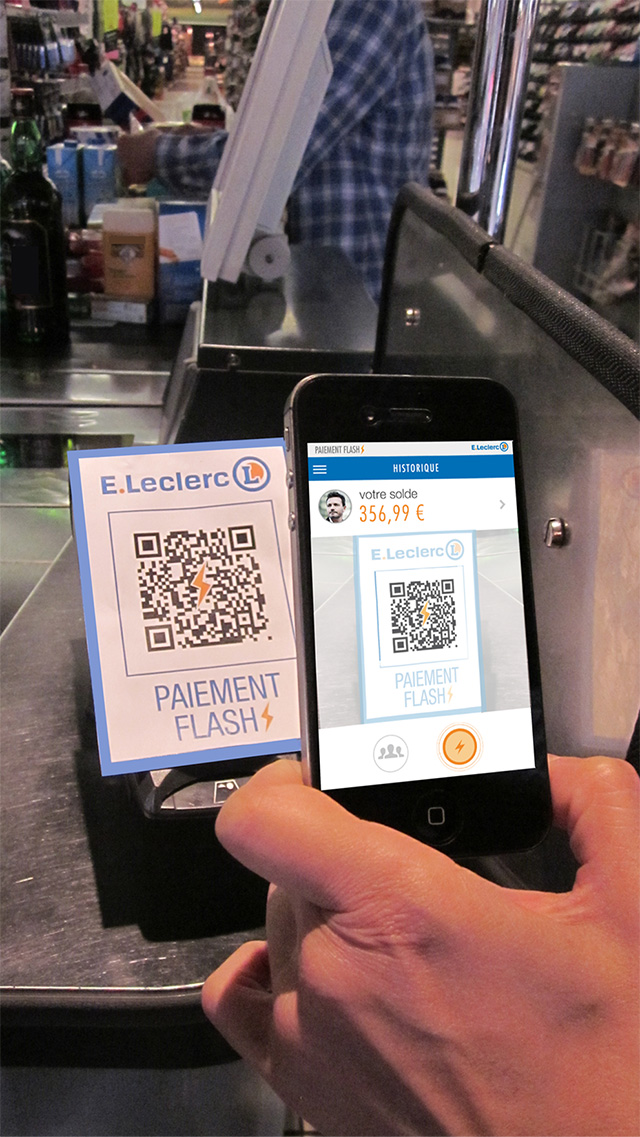 E.Leclerc L
PAIEMENT
FLASH
PAIEMENT FLASH
E.Leclerc L
HISTORIQUE
votre solde
356,99 €
E.Leclerc L
PAIEMENT
FLASH